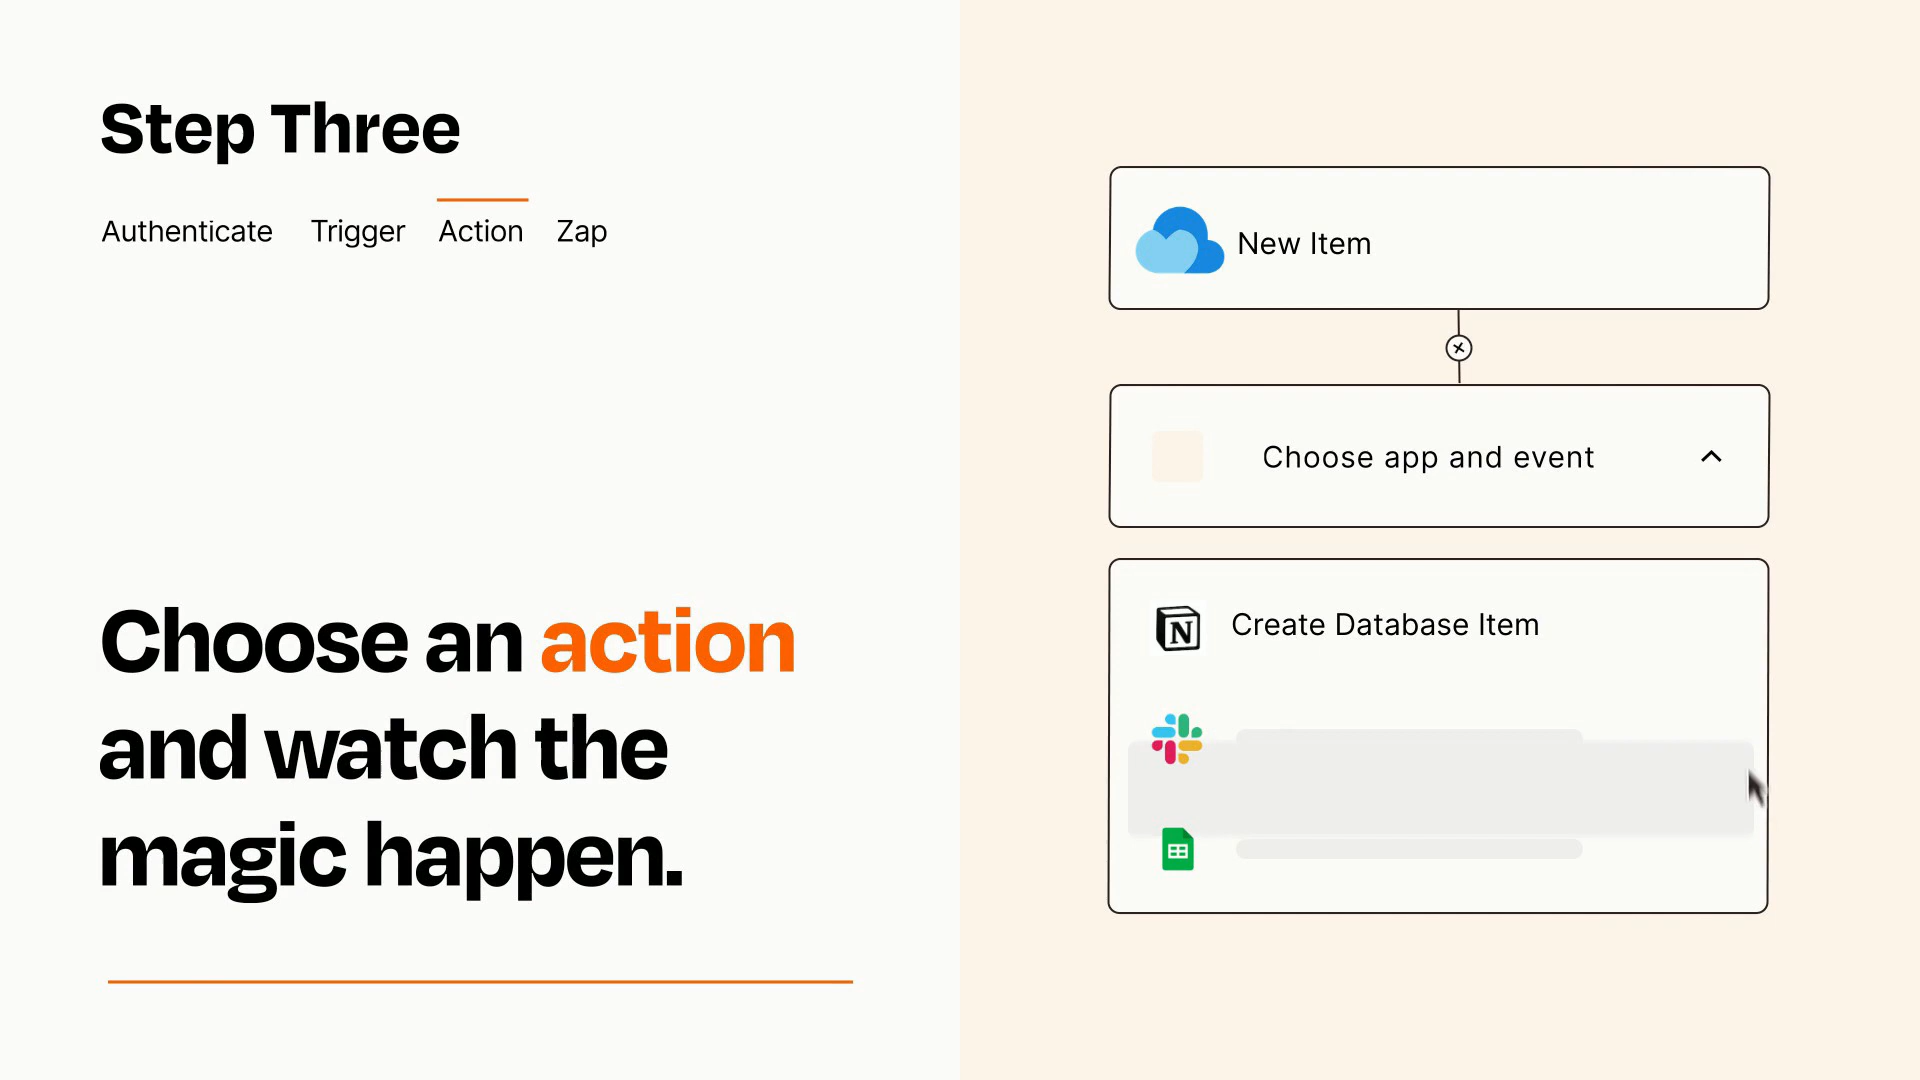 Step Three
Authenticate Trigger Action Zap
Choose an action
and watch the
magic happen.
New Item
Choose app and event
N
Create Database Item